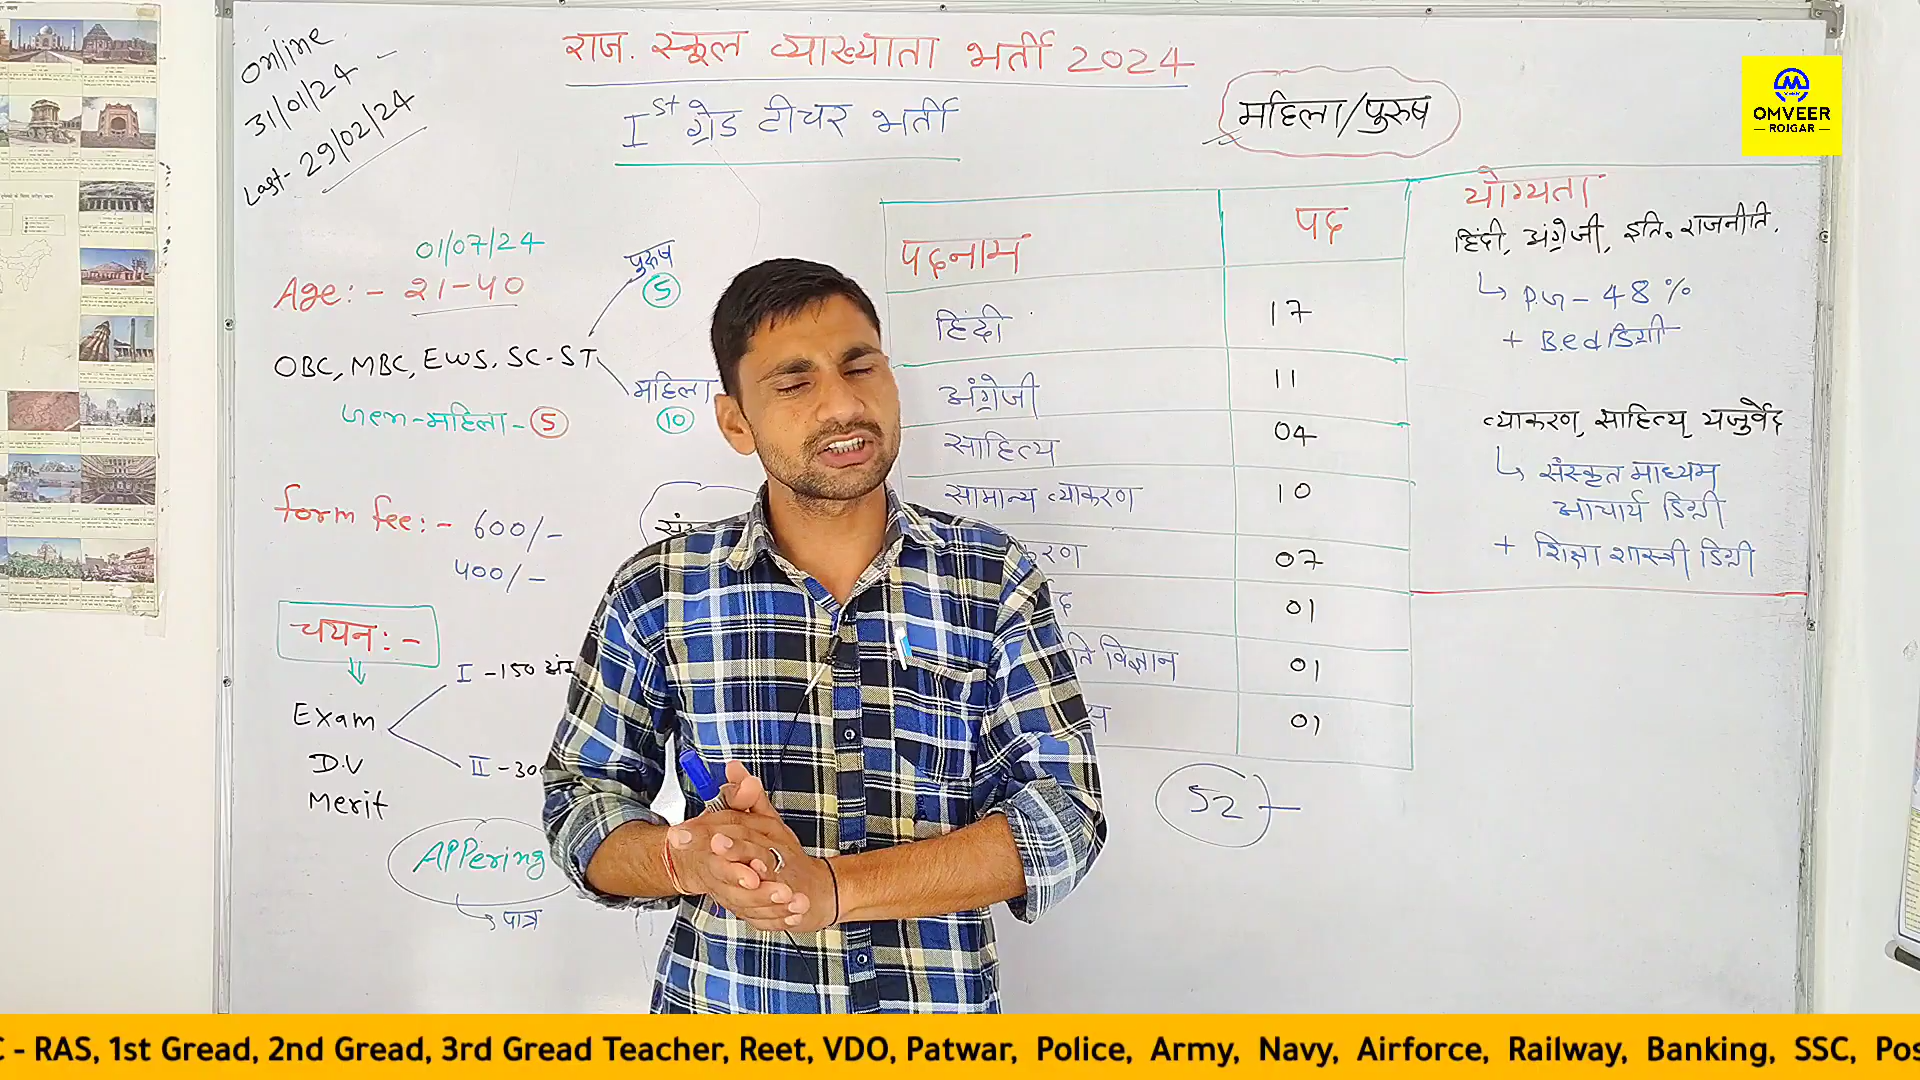 Online
31/01/24 -
Last- 29/02/24
राज. स्कूल व्याख्याता भर्ती 2024
Ist ग्रेड टीचर भर्ती
महिला/पुरुष
OMVEER
- ROJGAR -
01/07/24
Age:- 21-40
पुरुष
5
OBC, MBC, EWS, SC-ST
महिला
10
Gen-महिला- 5
form fee:- 600/-
400/-
चयन:-
Exam
I -150
II -30
D.V
Merit
Appering
पात्र
पदनाम पद
हिंदी 17
अंग्रेजी 11
साहित्य 04
सामान्य व्याकरण 10
करण 07
01
विज्ञान 01
01
52
योग्यता
हिंदी, अंग्रेजी, इति. राजनीति.
P.G - 48%
+ B.ed डिग्री
व्याकरण, साहित्य, यजुर्वेद
संस्कृत माध्यम
आचार्य डिग्री
+ शिक्षा शास्त्री डिग्री
- RAS, 1st Gread, 2nd Gread, 3rd Gread Teacher, Reet, VDO, Patwar, Police, Army, Navy, Airforce, Railway, Banking, SSC, Pos